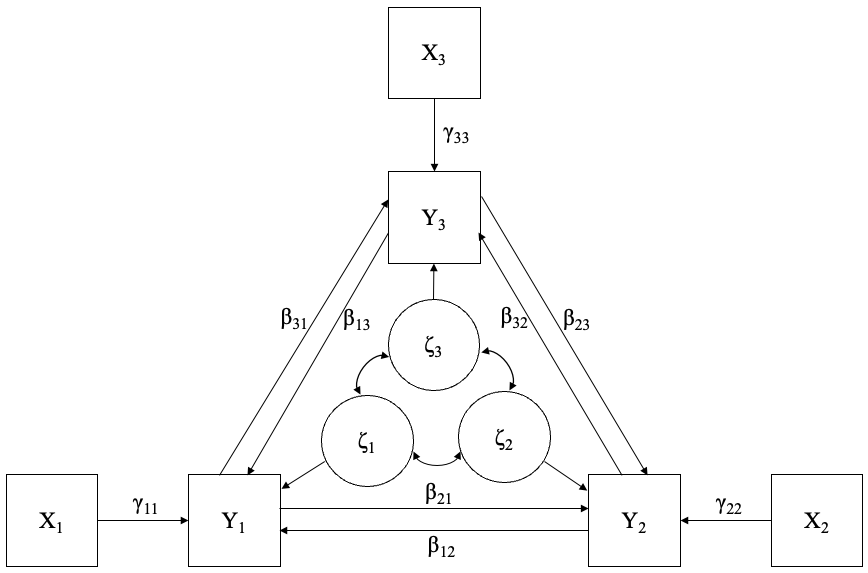 X₃
γ₃₃
Y₃
β₃₁ β₁₃ β₃₂ β₂₃
ζ₃
ζ₁ ζ₂
β₂₁
X₁ γ₁₁ Y₁ Y₂ γ₂₂ X₂
β₁₂